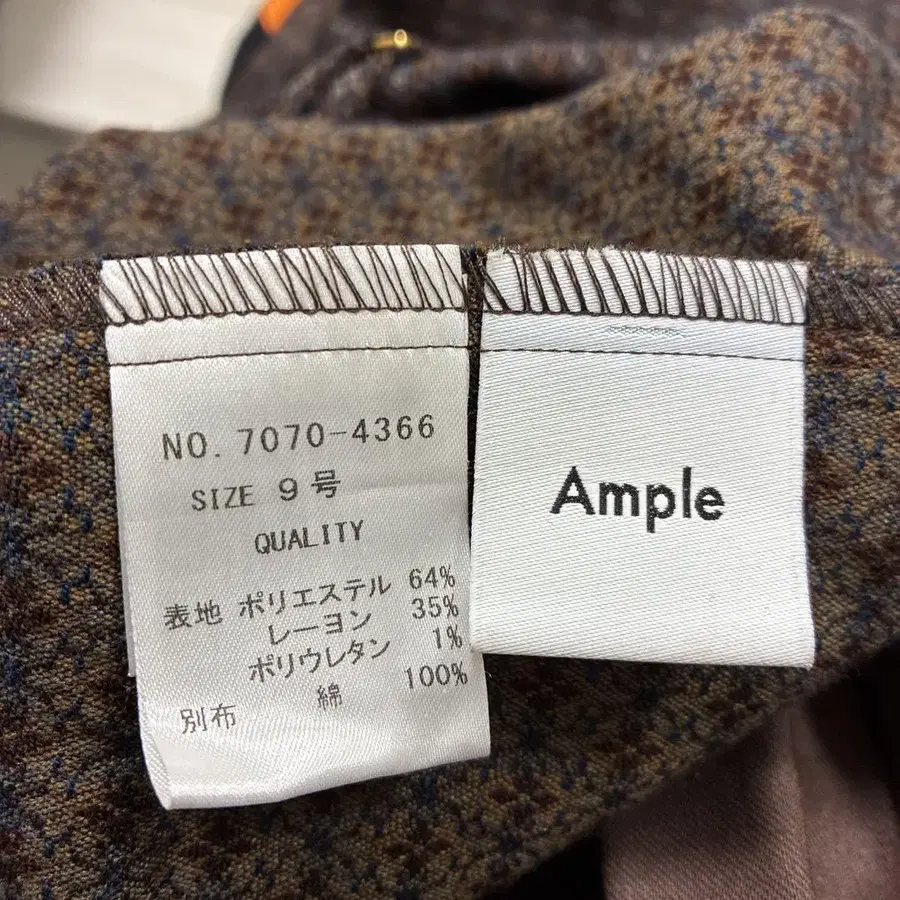 NO. 7070-4366
SIZE 9号
QUALITY
表地 ポリエステル 64%
レーヨン 35%
ポリウレタン 1%
別布 綿 100%
Ample